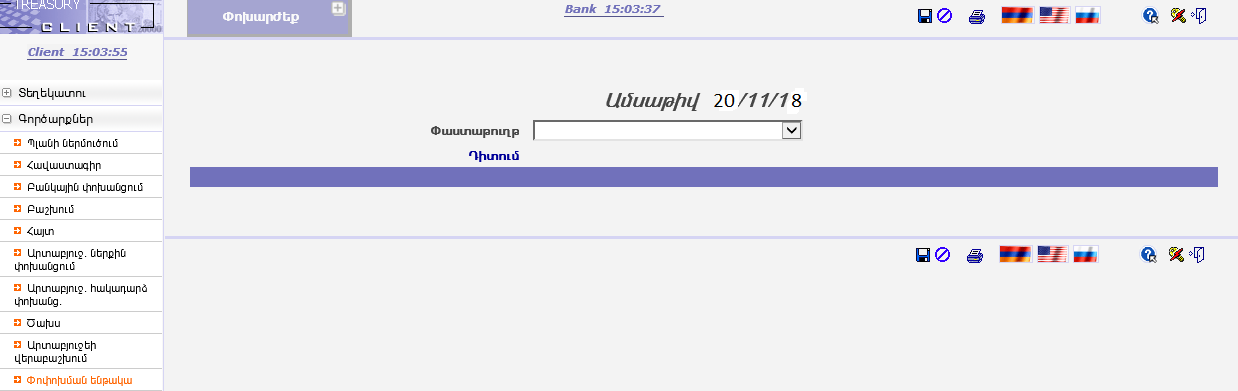 TREASURY
CLIENT
20000
Client 15:03:55
Տեղեկատու
Գործարքներ
Պլանի ներմուծում
Հավաստագիր
Բանկային փոխանցում
Բաշխում
Հայտ
Արտաբյուջ. ներքին
փոխանցում
Արտաբյուջ. հակադարձ
փոխանց.
Ծախս
Արտաբյուջեի
վերաբաշխում
Փոփոխման ենթակա
Փոխարժեք
Bank 15:03:37
Ամսաթիվ 20/11/18
Փաստաթուղթ
Դիտում